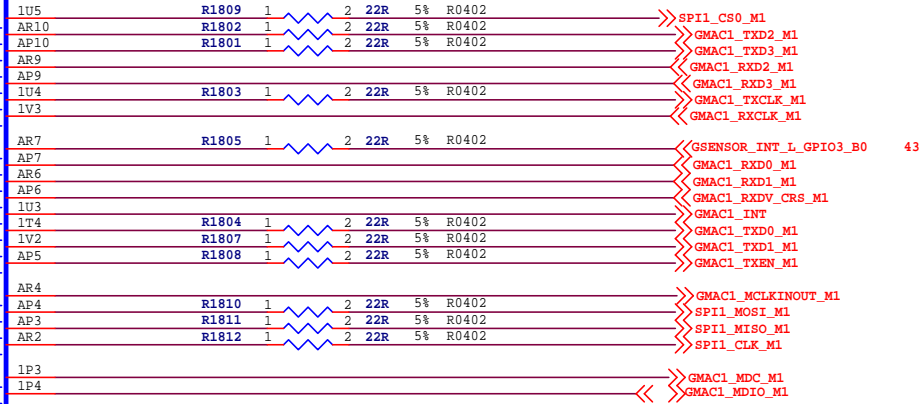 1U5 R1809 1 2 22R 5% R0402 SPI1_CS0_M1
AR10 R1802 1 2 22R 5% R0402 GMAC1_TXD2_M1
AP10 R1801 1 2 22R 5% R0402 GMAC1_TXD3_M1
AR9 GMAC1_RXD2_M1
AP9 GMAC1_RXD3_M1
1U4 R1803 1 2 22R 5% R0402 GMAC1_TXCLK_M1
1V3 GMAC1_RXCLK_M1
AR7 R1805 1 2 22R 5% R0402 GSENSOR_INT_L_GPIO3_B0 43
AP7 GMAC1_RXD0_M1
AR6 GMAC1_RXD1_M1
AP6 GMAC1_RXDV_CRS_M1
1U3 GMAC1_INT
1T4 R1804 1 2 22R 5% R0402 GMAC1_TXD0_M1
1V2 R1807 1 2 22R 5% R0402 GMAC1_TXD1_M1
AP5 R1808 1 2 22R 5% R0402 GMAC1_TXEN_M1
AR4 GMAC1_MCLKINOUT_M1
AP4 R1810 1 2 22R 5% R0402 SPI1_MOSI_M1
AP3 R1811 1 2 22R 5% R0402 SPI1_MISO_M1
AR2 R1812 1 2 22R 5% R0402 SPI1_CLK_M1
1P3 GMAC1_MDC_M1
1P4 GMAC1_MDIO_M1